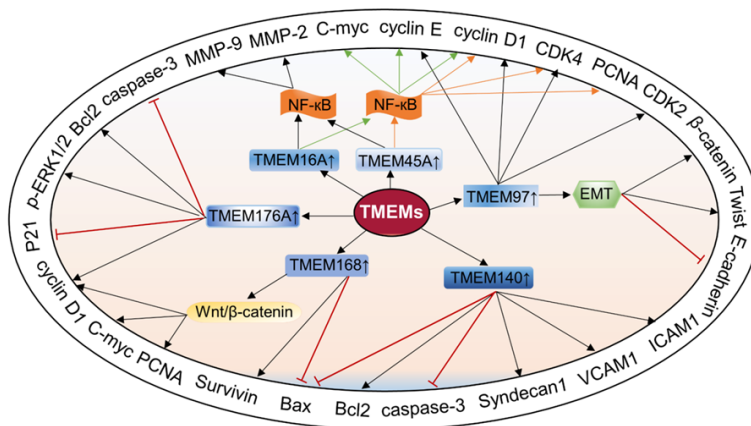 MMP-9 MMP-2 C-myc cyclin E cyclin D1 CDK4 PCNA CDK2 β-catenin Twist E-cadherin ICAM1 VCAM1 Syndecan1 caspase-3 Bcl2 Bax Survivin PCNA C-myc cyclin D1 P21 p-ERK1/2 Bcl2 caspase-3
NF-κB
NF-κB
TMEM16A↑
TMEM45A↑
TMEM176A↑
TMEMs
TMEM97↑
EMT
TMEM168↑
TMEM140↑
Wnt/β-catenin